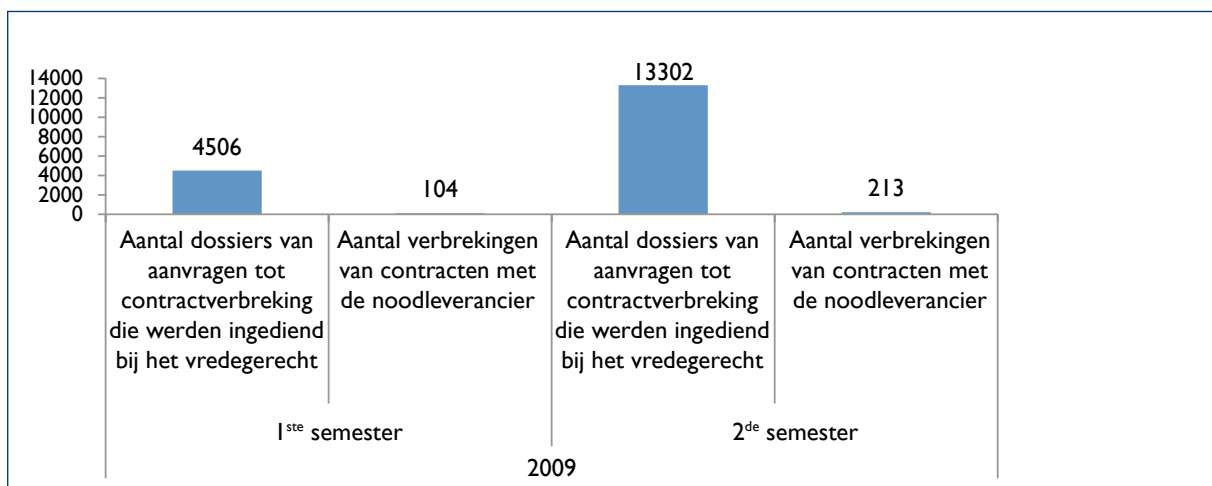 14000
12000
10000
8000
6000
4000
2000
0
4506
104
13302
213
Aantal dossiers van
aanvragen tot
contractverbreking
die werden ingediend
bij het vredegerecht
Aantal verbrekingen
van contracten met
de noodleverancier
Aantal dossiers van
aanvragen tot
contractverbreking
die werden ingediend
bij het vredegerecht
Aantal verbrekingen
van contracten met
de noodleverancier
1ste semester
2de semester
2009